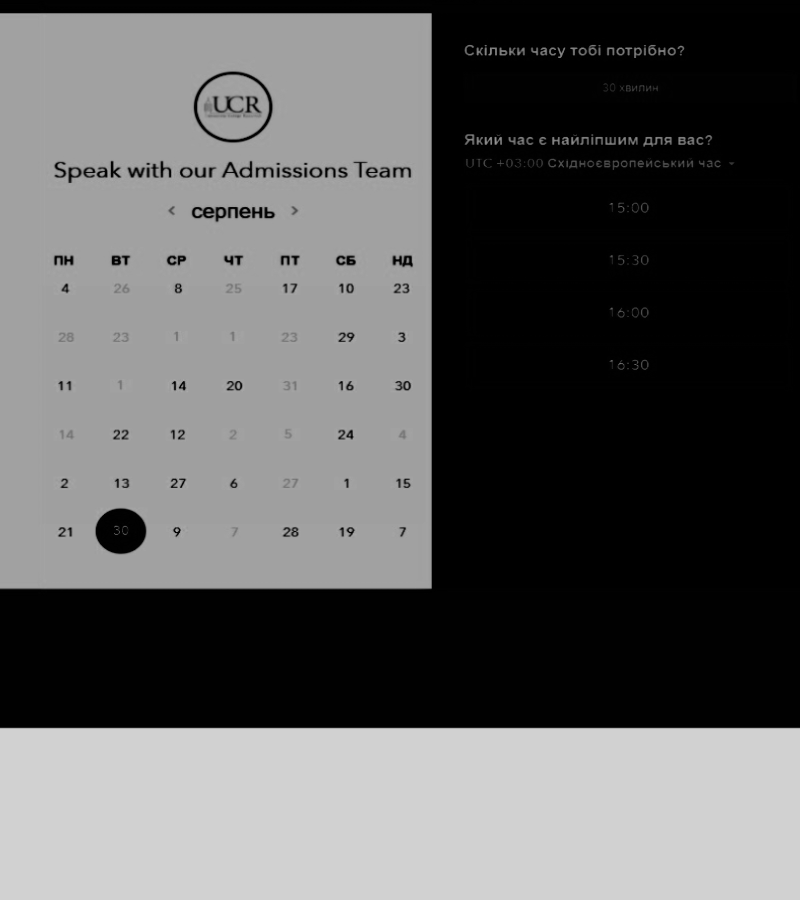 UCR
Speak with our Admissions Team
< серпень >
ПН ВТ СР ЧТ ПТ СБ НД
4 26 8 25 17 10 23
28 23 1 1 23 29 3
11 1 14 20 31 16 30
14 22 12 2 5 24 4
2 13 27 6 27 1 15
21 30 9 7 28 19 7
Скільки часу тобі потрібно?
30 хвилин
Який час є найліпшим для вас?
UTC +03:00 Східноєвропейський час
15:00
15:30
16:00
16:30